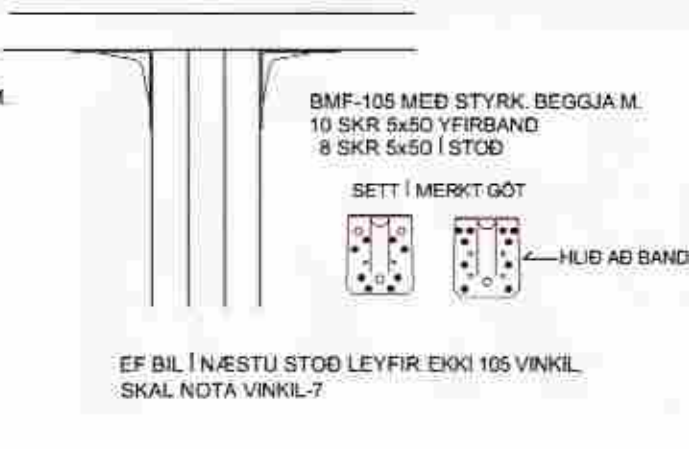 BMF-105 MEÐ STYRK. BEGGJA M.
10 SKR 5x50 YFIRBAND
8 SKR 5x50 Í STOÐ
SETT Í MERKT GÖT
HLIÐ AÐ BAND
EF BIL Í NÆSTU STOÐ LEYFIR EKKI 105 VINKIL
SKAL NOTA VINKIL-7